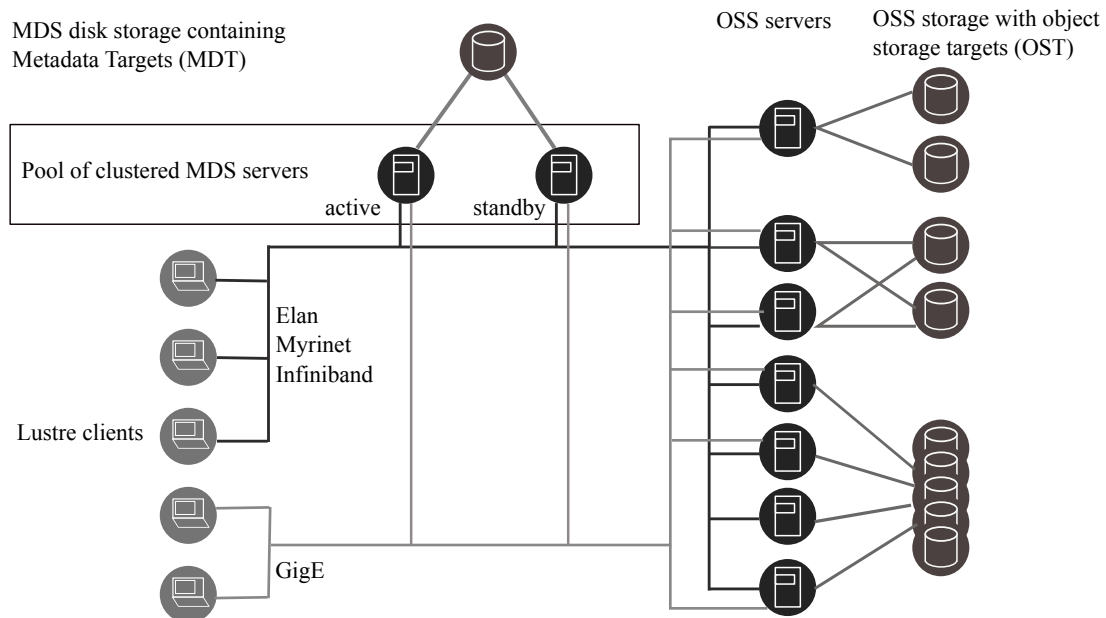 MDS disk storage containing
Metadata Targets (MDT)
OSS servers
OSS storage with object
storage targets (OST)
Pool of clustered MDS servers
active
standby
Elan
Myrinet
Infiniband
Lustre clients
GigE